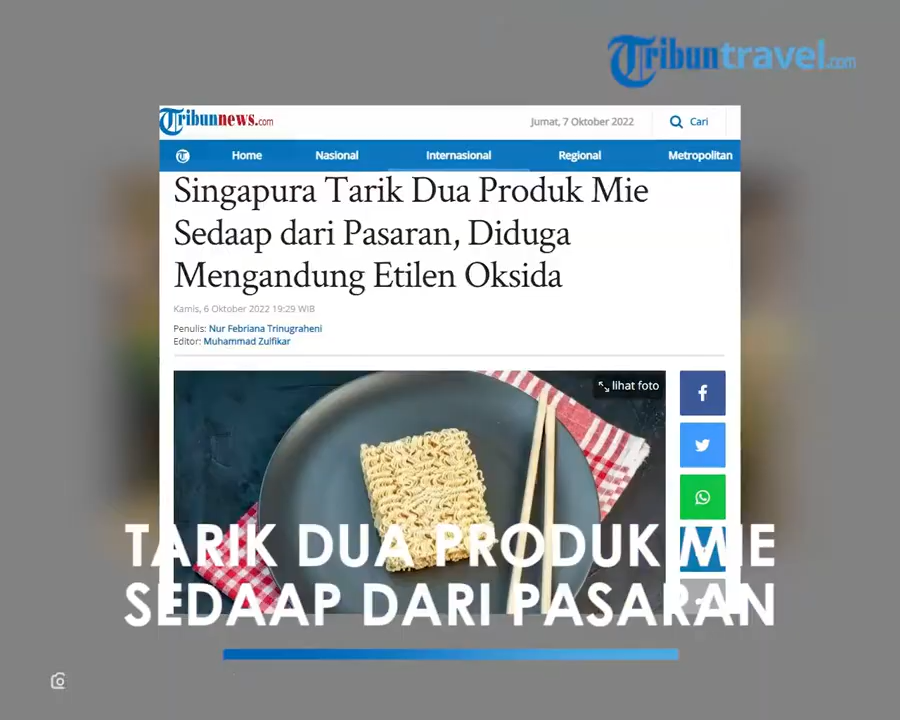 Tribuntravel.com
Tribunnews.com
Jumat, 7 Oktober 2022
Cari
Home Nasional Internasional Regional Metropolitan
Singapura Tarik Dua Produk Mie
Sedaap dari Pasaran, Diduga
Mengandung Etilen Oksida
Kamis, 6 Oktober 2022 19:29 WIB
Penulis: Nur Febriana Trinugraheni
Editor: Muhammad Zulfikar
lihat foto
TARIK DUA PRODUK MIE
SEDAAP DARI PASARAN